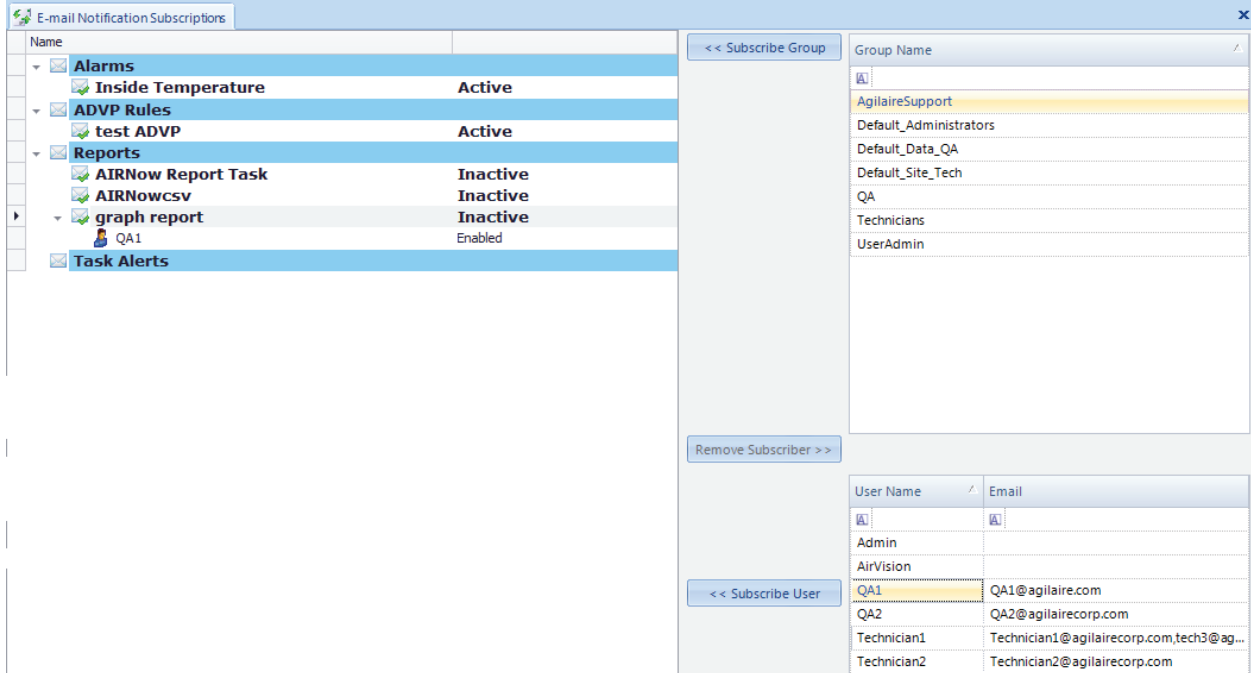 E-mail Notification Subscriptions
Name
Alarms
Inside Temperature Active
ADVP Rules
test ADVP Active
Reports
AIRNow Report Task Inactive
AIRNowcsv Inactive
graph report Inactive
QA1 Enabled
Task Alerts
<< Subscribe Group
Remove Subscriber >>
<< Subscribe User
Group Name
A
AgilaireSupport
Default_Administrators
Default_Data_QA
Default_Site_Tech
QA
Technicians
UserAdmin
User Name Email
A A
Admin
AirVision
QA1 QA1@agilaire.com
QA2 QA2@agilairecorp.com
Technician1 Technician1@agilairecorp.com,tech3@ag...
Technician2 Technician2@agilairecorp.com